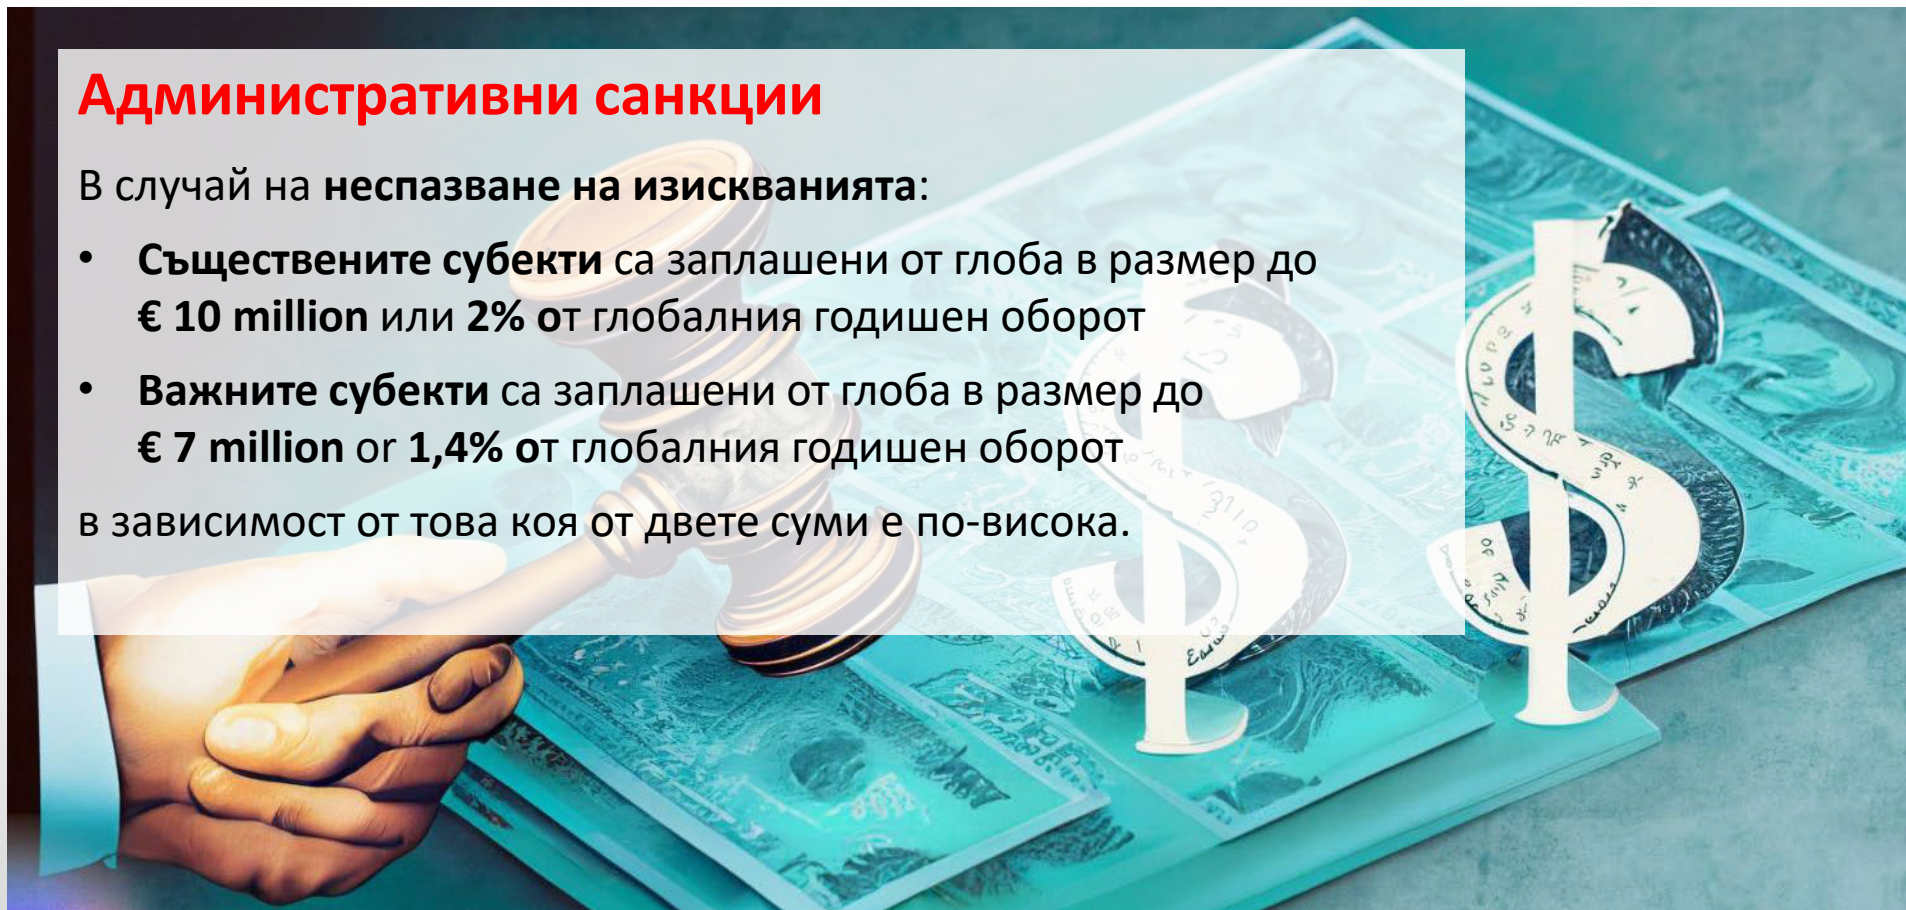 Административни санкции
В случай на неспазване на изискванията:
• Съществените субекти са заплашени от глоба в размер до
€ 10 million или 2% от глобалния годишен оборот
• Важните субекти са заплашени от глоба в размер до
€ 7 million or 1,4% от глобалния годишен оборот
в зависимост от това коя от двете суми е по-висока.